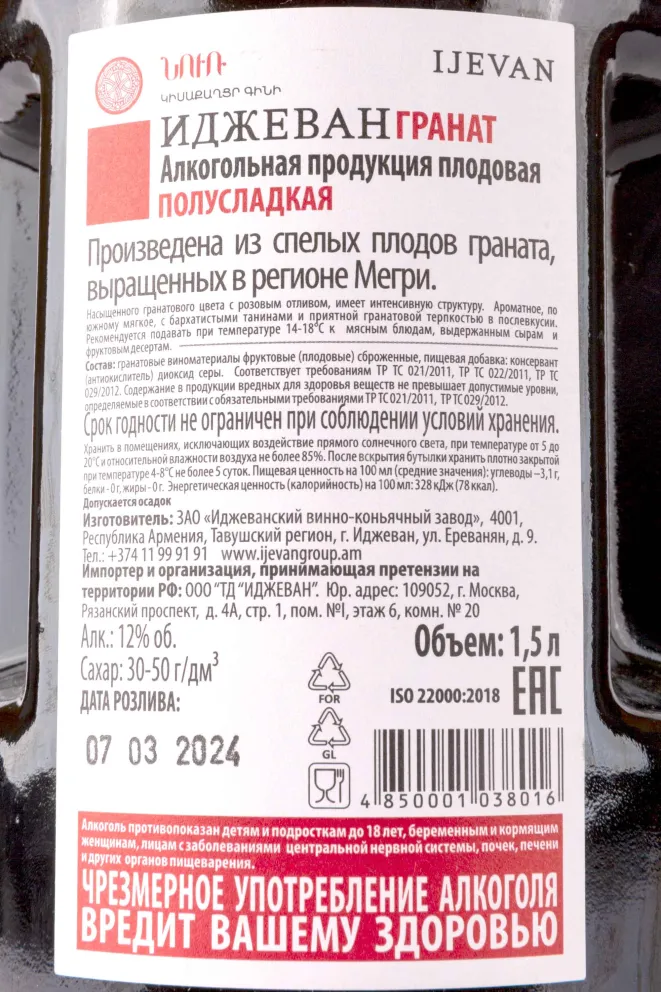 ՆՈՒՌ
IJEVAN
ԿԻՍԱՔԱՂՑՐ ԳԻՆԻ
ИДЖЕВАН ГРАНАТ
Алкогольная продукция плодовая
ПОЛУСЛАДКАЯ
Произведена из спелых плодов граната,
выращенных в регионе Мегри.
Насыщенного гранатового цвета с розовым отливом, имеет интенсивную структуру. Ароматное, по
южному мягкое, с бархатистыми танинами и приятной гранатовой терпкостью в послевкусии.
Рекомендуется подавать при температуре 14-18°С к мясным блюдам, выдержанным сырам и
фруктовым десертам.
Состав: гранатовые виноматериалы фруктовые (плодовые) сброженные, пищевая добавка: консервант
(антиокислитель) диоксид серы. Соответствует требованиям ТР ТС 021/2011, ТР ТС 022/2011, ТР ТС
029/2012. Содержание в продукции вредных для здоровья веществ не превышает допустимые уровни,
определяемые в соответствии с обязательными требованиями ТР ТС 021/2011, ТР ТС 029/2012.
Срок годности не ограничен при соблюдении условий хранения.
Хранить в помещениях, исключающих воздействие прямого солнечного света, при температуре от 5 до
20°С и относительной влажности воздуха не более 85%. После вскрытия бутылки хранить плотно закрытой
при температуре 4-8°С не более 5 суток. Пищевая ценность на 100 мл (средние значения): углеводы –3,1г,
белки - 0 г, жиры - 0 г. Энергетическая ценность (калорийность) на 100 мл: 328 кДж (78 ккал).
Допускается осадок
Изготовитель: ЗАО “Иджеванский винно-коньячный завод”, 4001,
Республика Армения, Тавушский регион, г. Иджеван, ул. Ереванян, д. 9.
Тел.: +374 11 99 91 91 www.ijevangroup.am
Импортер и организация, принимающая претензии на
территории РФ: ООО “ТД “ИДЖЕВАН”. Юр. адрес: 109052, г. Москва,
Рязанский проспект, д. 4А, стр. 1, пом. №I, этаж 6, комн. № 20
Алк.: 12% об.
Объем: 1,5 л
Сахар: 30-50 г/дм³
ДАТА РОЗЛИВА:
FOR
ISO 22000:2018
EAC
07 03 2024
GL
4 850001 038016
Алкоголь противопоказан детям и подросткам до 18 лет, беременным и кормящим
женщинам, лицам с заболеваниями центральной нервной системы, почек, печени
и других органов пищеварения.
ЧРЕЗМЕРНОЕ УПОТРЕБЛЕНИЕ АЛКОГОЛЯ
ВРЕДИТ ВАШЕМУ ЗДОРОВЬЮ